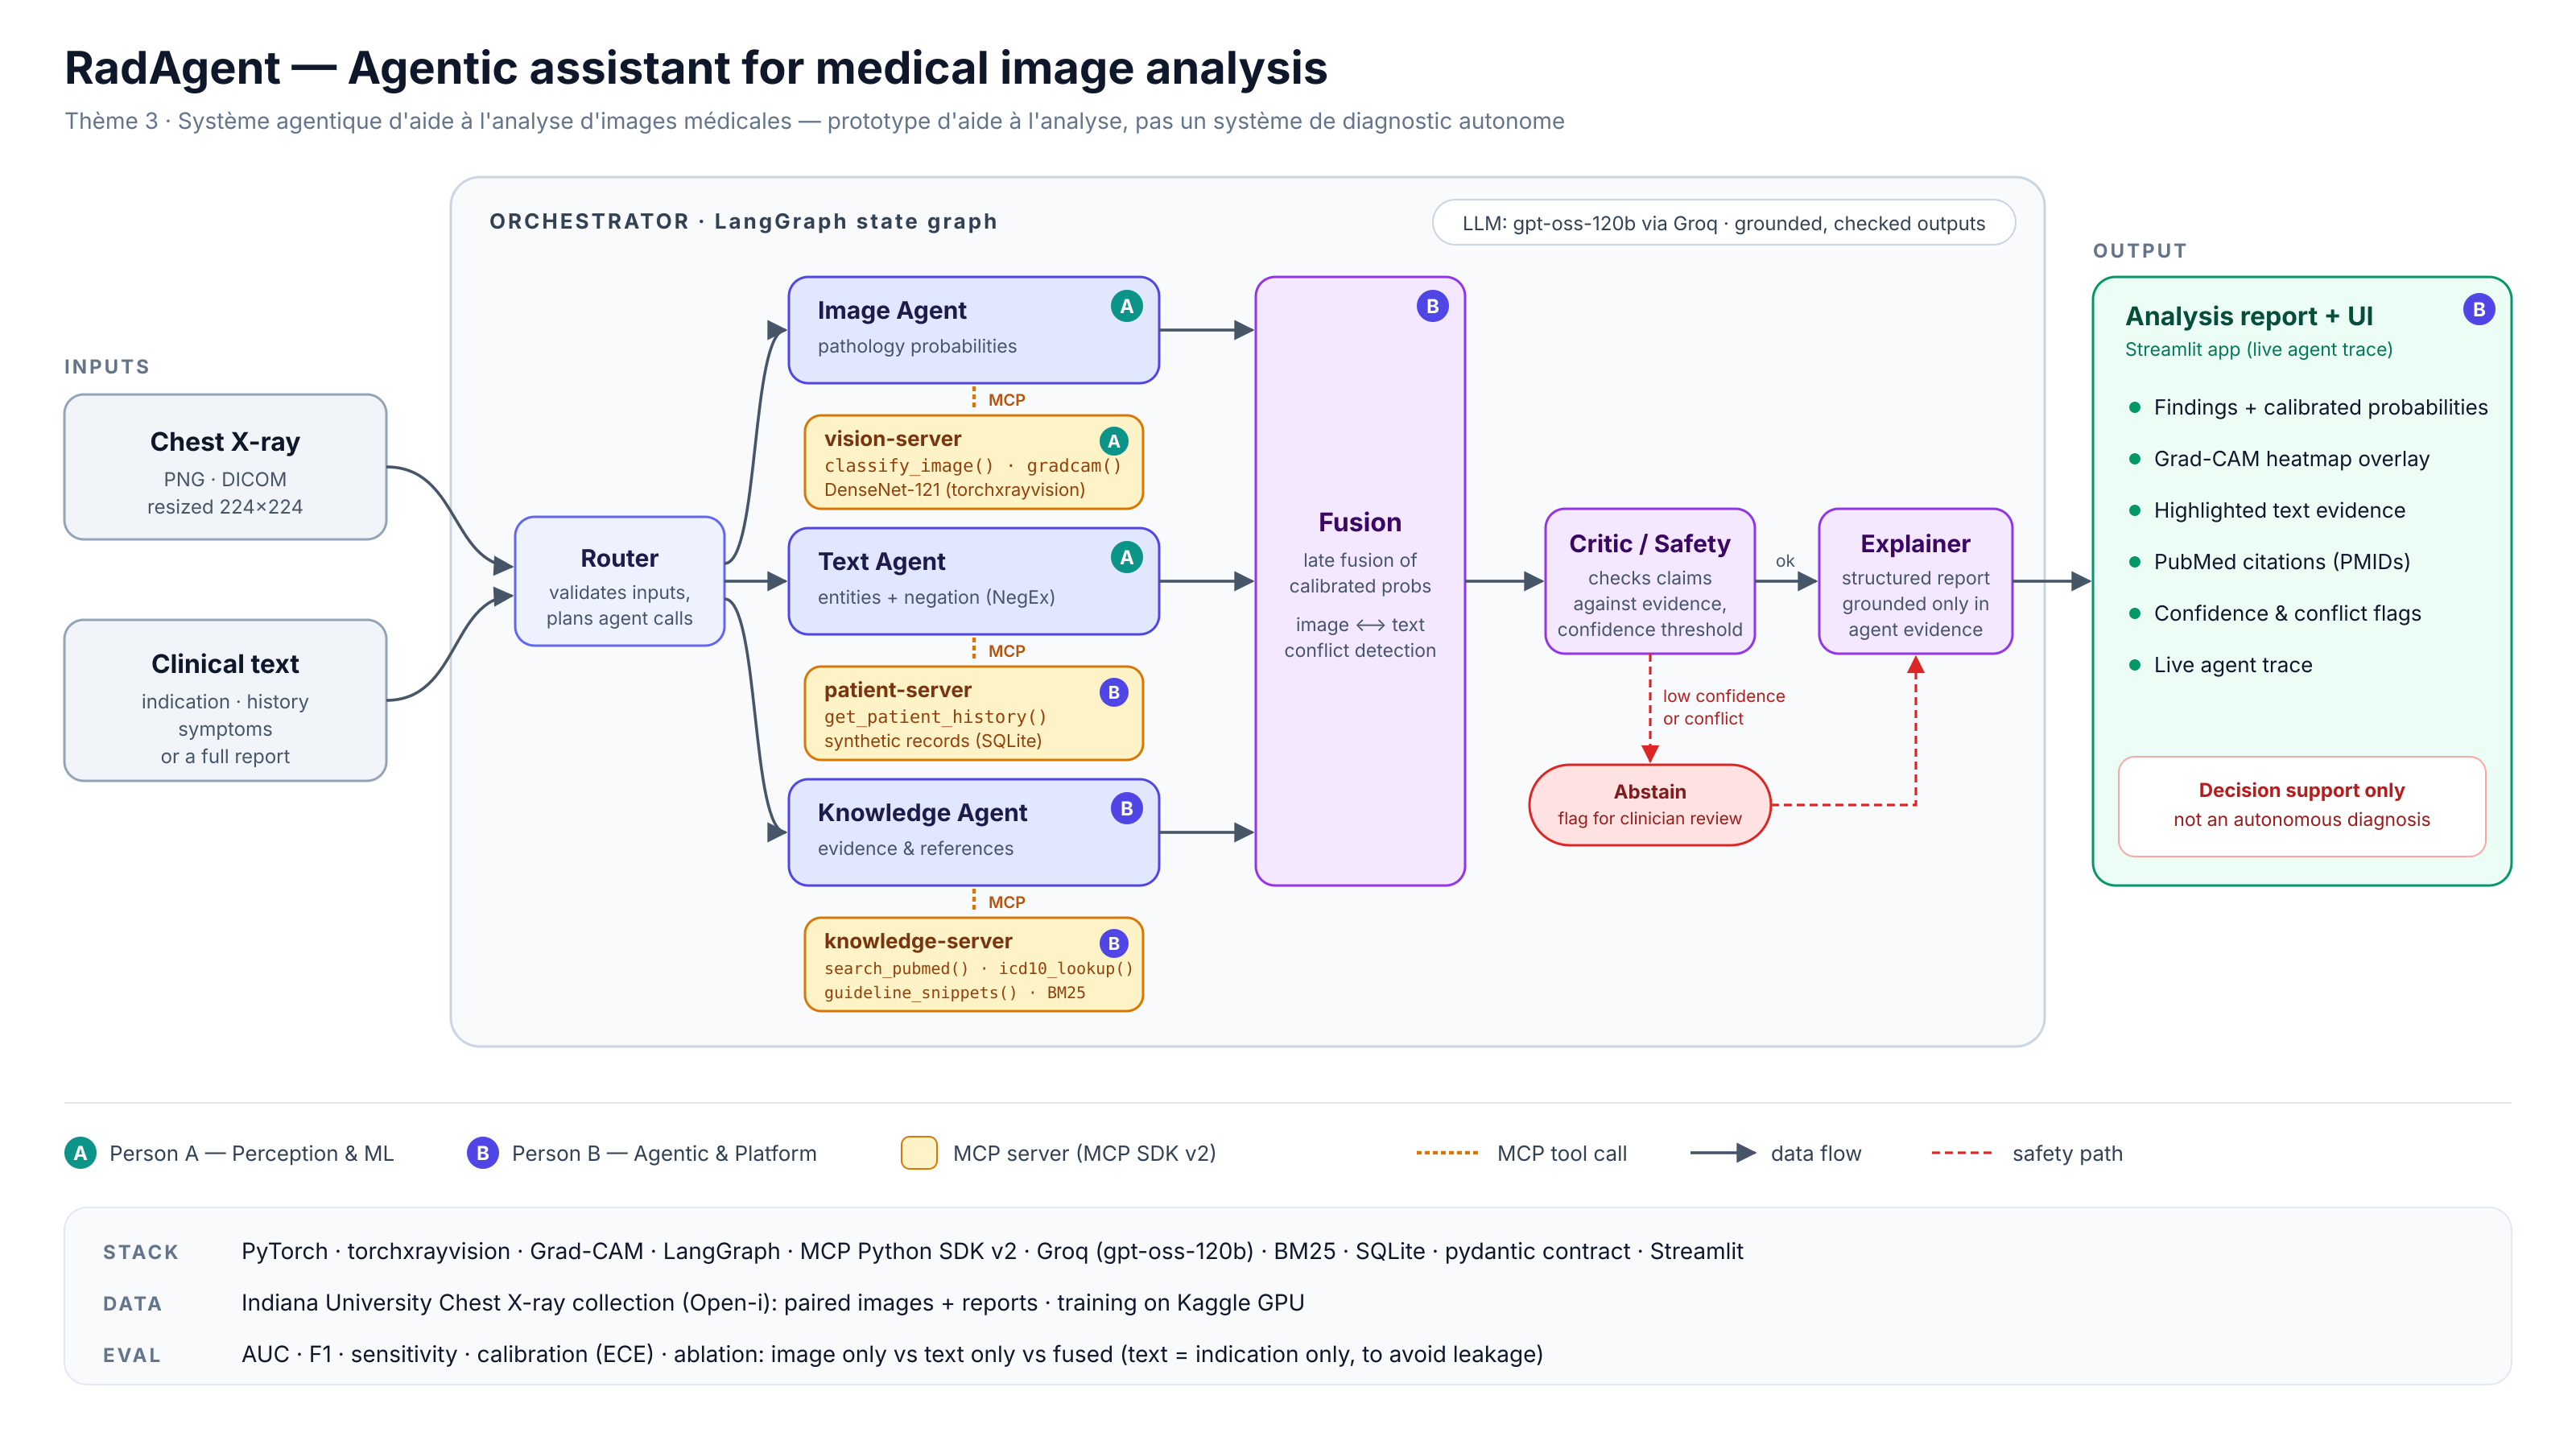 RadAgent — Agentic assistant for medical image analysis
Thème 3 · Système agentique d'aide à l'analyse d'images médicales — prototype d'aide à l'analyse, pas un système de diagnostic autonome
INPUTS
Chest X-ray
PNG · DICOM
resized 224×224
Clinical text
indication · history
symptoms
or a full report
ORCHESTRATOR · LangGraph state graph
LLM: gpt-oss-120b via Groq · grounded, checked outputs
Router
validates inputs,
plans agent calls
Image Agent
A
pathology probabilities
MCP
vision-server
A
classify_image() · gradcam()
DenseNet-121 (torchxrayvision)
Text Agent
A
entities + negation (NegEx)
MCP
patient-server
B
get_patient_history()
synthetic records (SQLite)
Knowledge Agent
B
evidence & references
MCP
knowledge-server
B
search_pubmed() · icd10_lookup()
guideline_snippets() · BM25
B
Fusion
late fusion of
calibrated probs
image ⟷ text
conflict detection
Critic / Safety
checks claims
against evidence,
confidence threshold
ok
low confidence
or conflict
Abstain
flag for clinician review
Explainer
structured report
grounded only in
agent evidence
OUTPUT
Analysis report + UI
B
Streamlit app (live agent trace)
Findings + calibrated probabilities
Grad-CAM heatmap overlay
Highlighted text evidence
PubMed citations (PMIDs)
Confidence & conflict flags
Live agent trace
Decision support only
not an autonomous diagnosis
A Person A — Perception & ML
B Person B — Agentic & Platform
MCP server (MCP SDK v2)
MCP tool call
data flow
safety path
STACK PyTorch · torchxrayvision · Grad-CAM · LangGraph · MCP Python SDK v2 · Groq (gpt-oss-120b) · BM25 · SQLite · pydantic contract · Streamlit
DATA Indiana University Chest X-ray collection (Open-i): paired images + reports · training on Kaggle GPU
EVAL AUC · F1 · sensitivity · calibration (ECE) · ablation: image only vs text only vs fused (text = indication only, to avoid leakage)